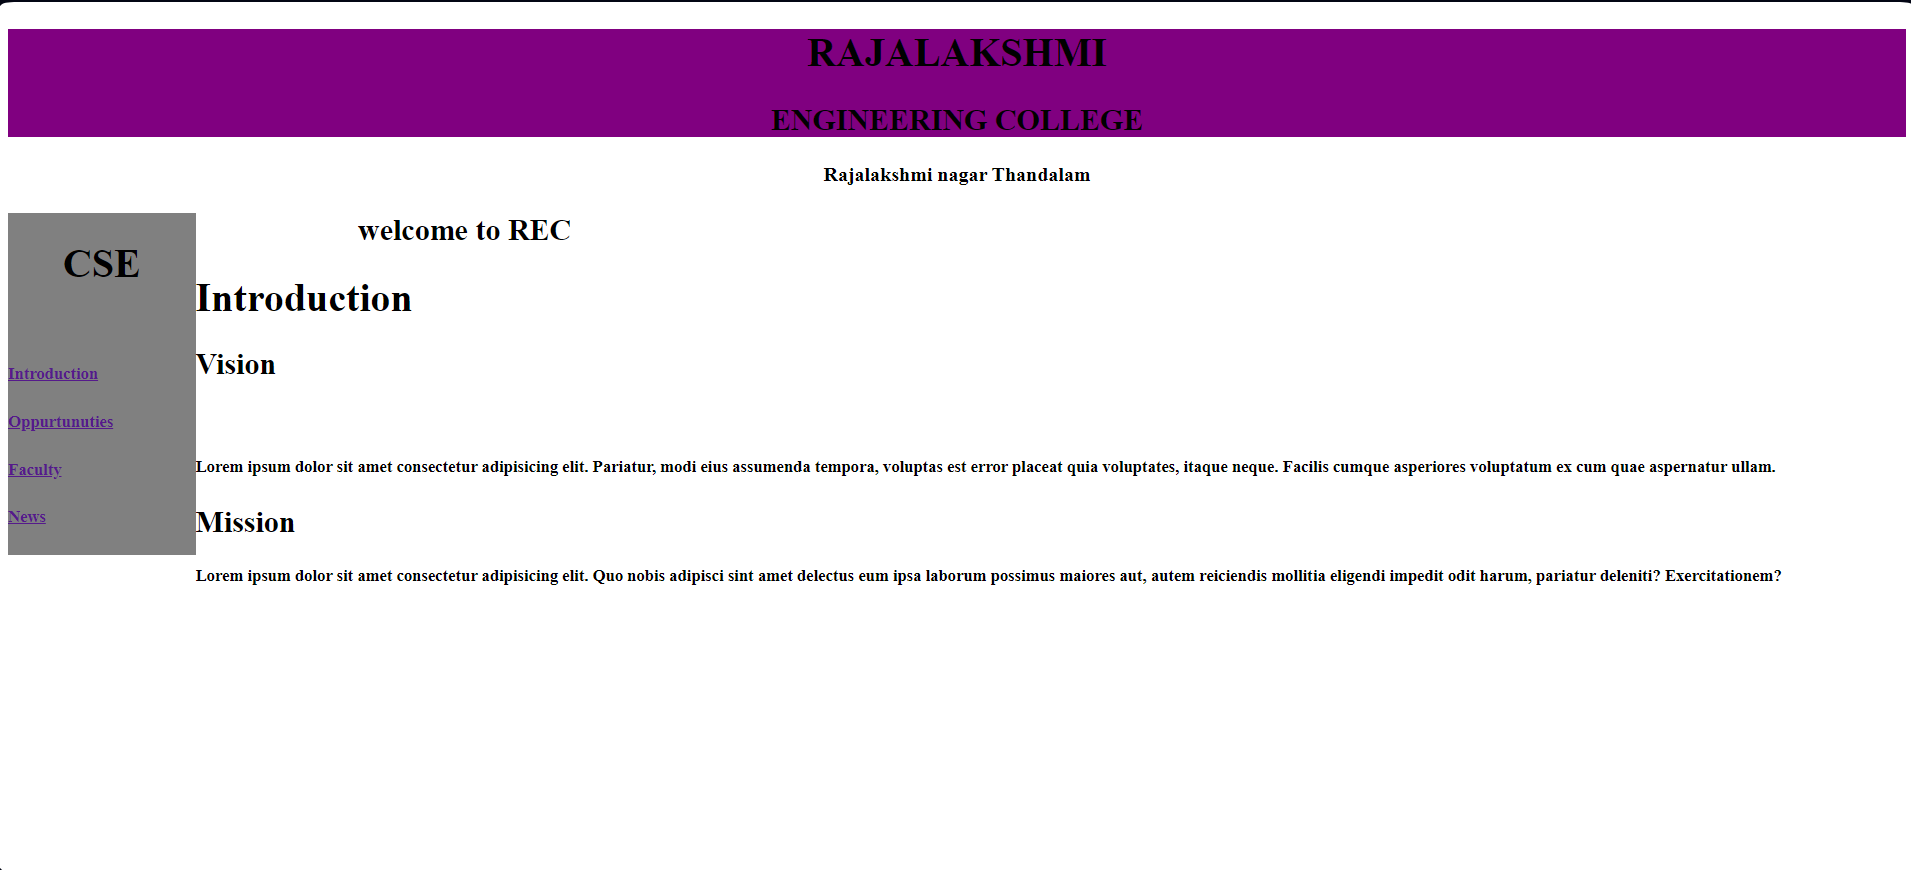 RAJALAKSHMI
ENGINEERING COLLEGE
Rajalakshmi nagar Thandalam
CSE
Introduction
Oppurtunuties
Faculty
News
welcome to REC
Introduction
Vision
Lorem ipsum dolor sit amet consectetur adipisicing elit. Pariatur, modi eius assumenda tempora, voluptas est error placeat quia voluptates, itaque neque. Facilis cumque asperiores voluptatum ex cum quae aspernatur ullam.
Mission
Lorem ipsum dolor sit amet consectetur adipisicing elit. Quo nobis adipisci sint amet delectus eum ipsa laborum possimus maiores aut, autem reiciendis mollitia eligendi impedit odit harum, pariatur deleniti? Exercitationem?